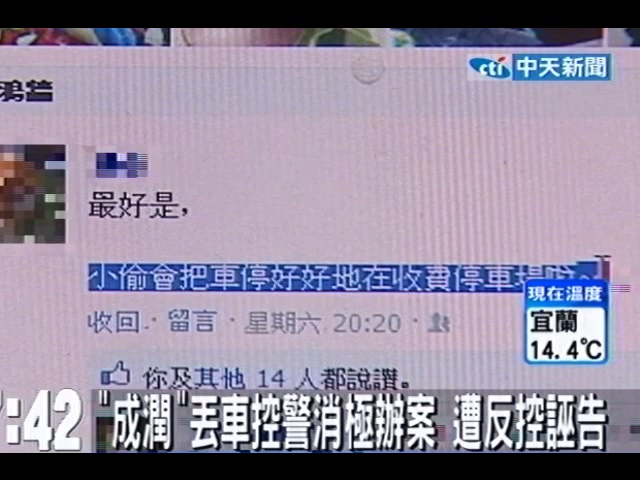 cti 中天新聞
鴻薔
最好是,
小偷會把車停好好地在收費停車場啦~
收回 · 留言 · 星期六 20:20 ·
現在溫度
宜蘭
14.4℃
你及其他 14 人都說讚。
:42 "成潤"丟車控警消極辦案 遭反控誣告